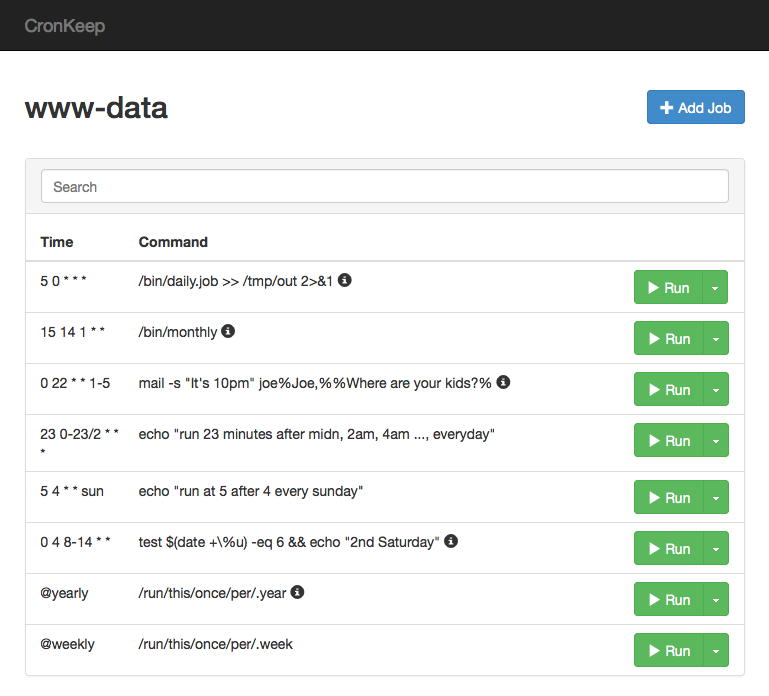 CronKeep
www-data
Add Job
Search
Time Command
5 0 * * * /bin/daily.job >> /tmp/out 2>&1 Run
15 14 1 * * /bin/monthly Run
0 22 * * 1-5 mail -s "It's 10pm" joe%Joe,%%Where are your kids?% Run
23 0-23/2 * * echo "run 23 minutes after midn, 2am, 4am ..., everyday" Run
*
5 4 * * sun echo "run at 5 after 4 every sunday" Run
0 4 8-14 * * test $(date +\%u) -eq 6 && echo "2nd Saturday" Run
@yearly /run/this/once/per/.year Run
@weekly /run/this/once/per/.week Run